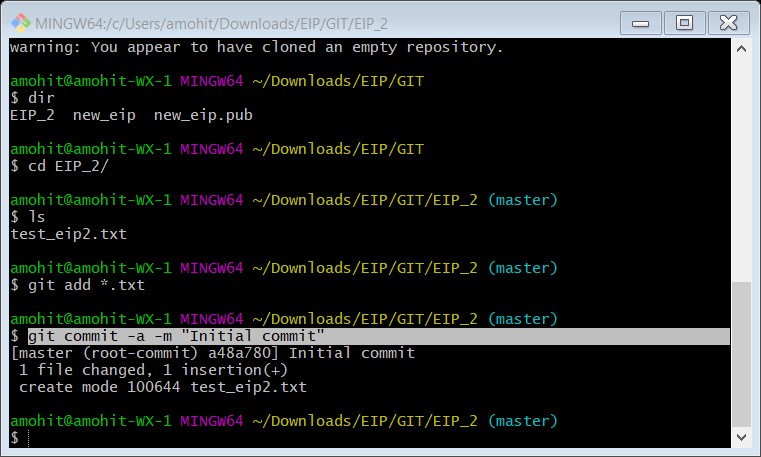 MINGW64:/c/Users/amohit/Downloads/EIP/GIT/EIP_2
warning: You appear to have cloned an empty repository.
amohit@amohit-WX-1 MINGW64 ~/Downloads/EIP/GIT
$ dir
EIP_2  new_eip  new_eip.pub
amohit@amohit-WX-1 MINGW64 ~/Downloads/EIP/GIT
$ cd EIP_2/
amohit@amohit-WX-1 MINGW64 ~/Downloads/EIP/GIT/EIP_2 (master)
$ ls
test_eip2.txt
amohit@amohit-WX-1 MINGW64 ~/Downloads/EIP/GIT/EIP_2 (master)
$ git add *.txt
amohit@amohit-WX-1 MINGW64 ~/Downloads/EIP/GIT/EIP_2 (master)
$ git commit -a -m "Initial commit"
[master (root-commit) a48a780] Initial commit
 1 file changed, 1 insertion(+)
 create mode 100644 test_eip2.txt
amohit@amohit-WX-1 MINGW64 ~/Downloads/EIP/GIT/EIP_2 (master)
$